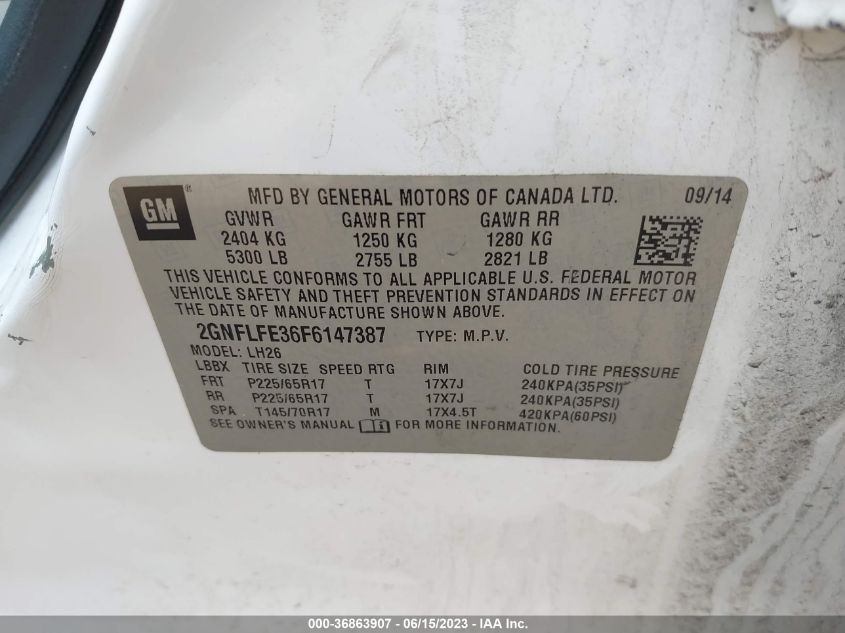 GM ® MFD BY GENERAL MOTORS OF CANADA LTD. 09/14
GVWR GAWR FRT GAWR RR
2404 KG 1250 KG 1280 KG
5300 LB 2755 LB 2821 LB
THIS VEHICLE CONFORMS TO ALL APPLICABLE U.S. FEDERAL MOTOR
VEHICLE SAFETY AND THEFT PREVENTION STANDARDS IN EFFECT ON
THE DATE OF MANUFACTURE SHOWN ABOVE.
2GNFLFE36F6147387 TYPE: M.P.V.
MODEL: LH26
LBBX TIRE SIZE SPEED RTG RIM COLD TIRE PRESSURE
FRT P225/65R17 T 17X7J 240KPA(35PSI)
RR P225/65R17 T 17X7J 240KPA(35PSI)
SPA T145/70R17 M 17X4.5T 420KPA(60PSI)
SEE OWNER'S MANUAL FOR MORE INFORMATION.
000-36863907 - 06/15/2023 - IAA Inc.